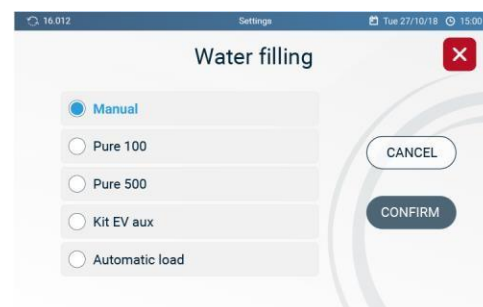 16.012 Settings Tue 27/10/18 15:00
Water filling
Manual
Pure 100
Pure 500
Kit EV aux
Automatic load
CANCEL
CONFIRM